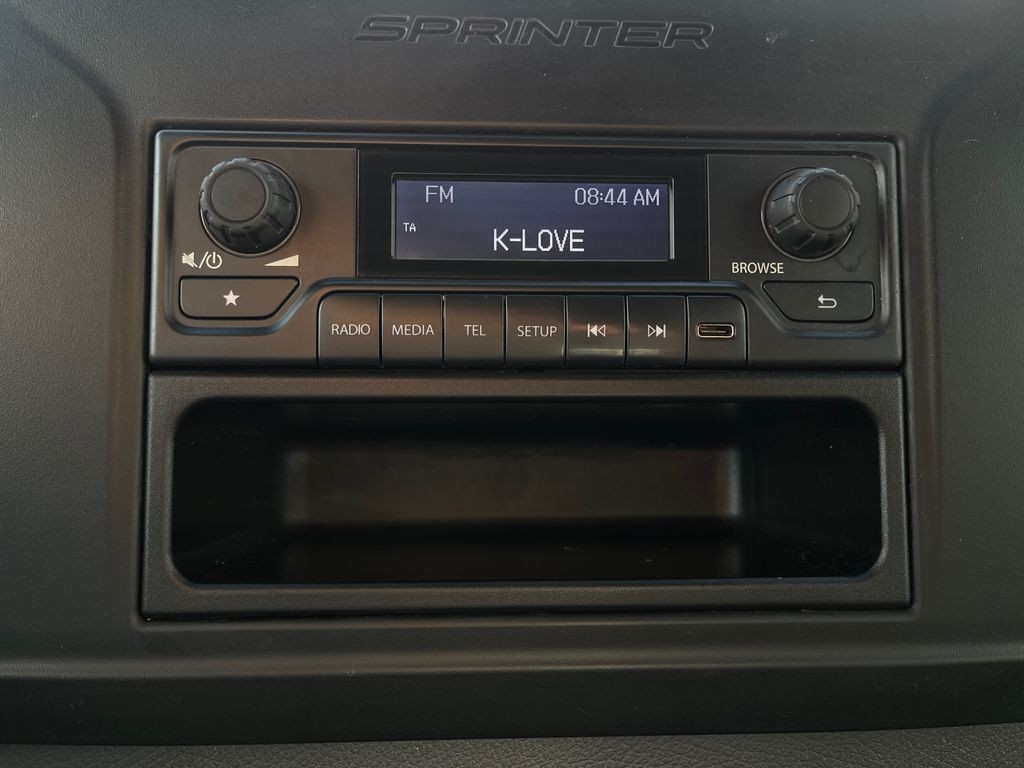 SPRINTER
FM 08:44 AM
TA
K-LOVE
BROWSE
RADIO MEDIA TEL SETUP